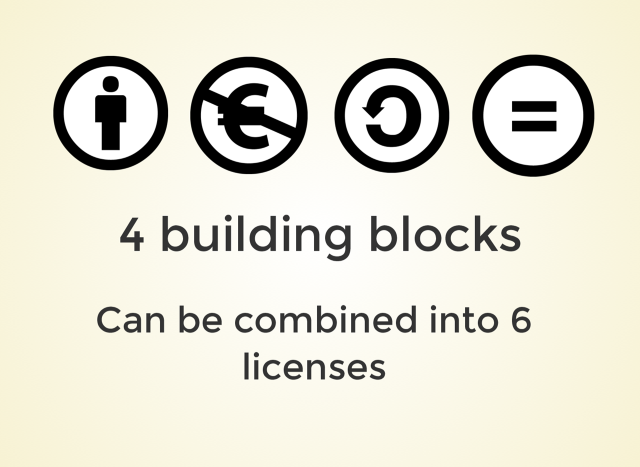 4 building blocks
Can be combined into 6
licenses